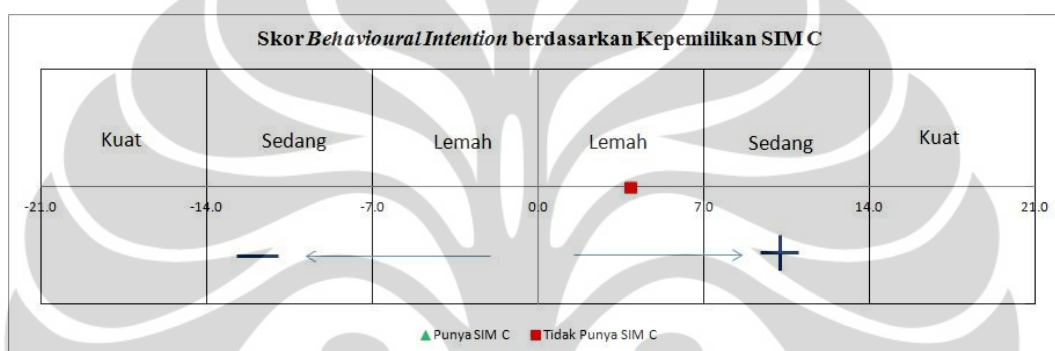 Skor Behavioural Intention berdasarkan Kepemilikan SIM C
Kuat Sedang Lemah Lemah Sedang Kuat
-21.0 -14.0 -7.0 0.0 7.0 14.0 21.0
Punya SIM C Tidak Punya SIM C